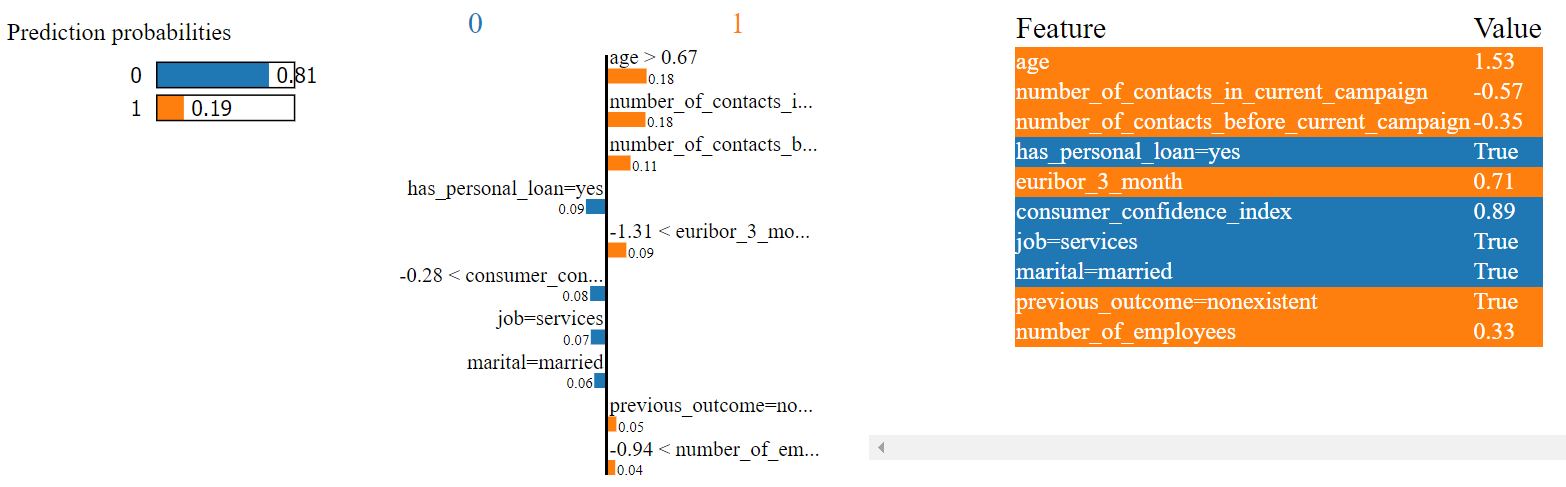 Prediction probabilities
0 0.81
1 0.19
0 1
age > 0.67
0.18
number_of_contacts_i...
0.18
number_of_contacts_b...
0.11
has_personal_loan=yes
0.09
-1.31 < euribor_3_mo...
0.09
-0.28 < consumer_con...
0.08
job=services
0.07
marital=married
0.06
previous_outcome=no...
0.05
-0.94 < number_of_em...
0.04
Feature Value
age 1.53
number_of_contacts_in_current_campaign -0.57
number_of_contacts_before_current_campaign -0.35
has_personal_loan=yes True
euribor_3_month 0.71
consumer_confidence_index 0.89
job=services True
marital=married True
previous_outcome=nonexistent True
number_of_employees 0.33